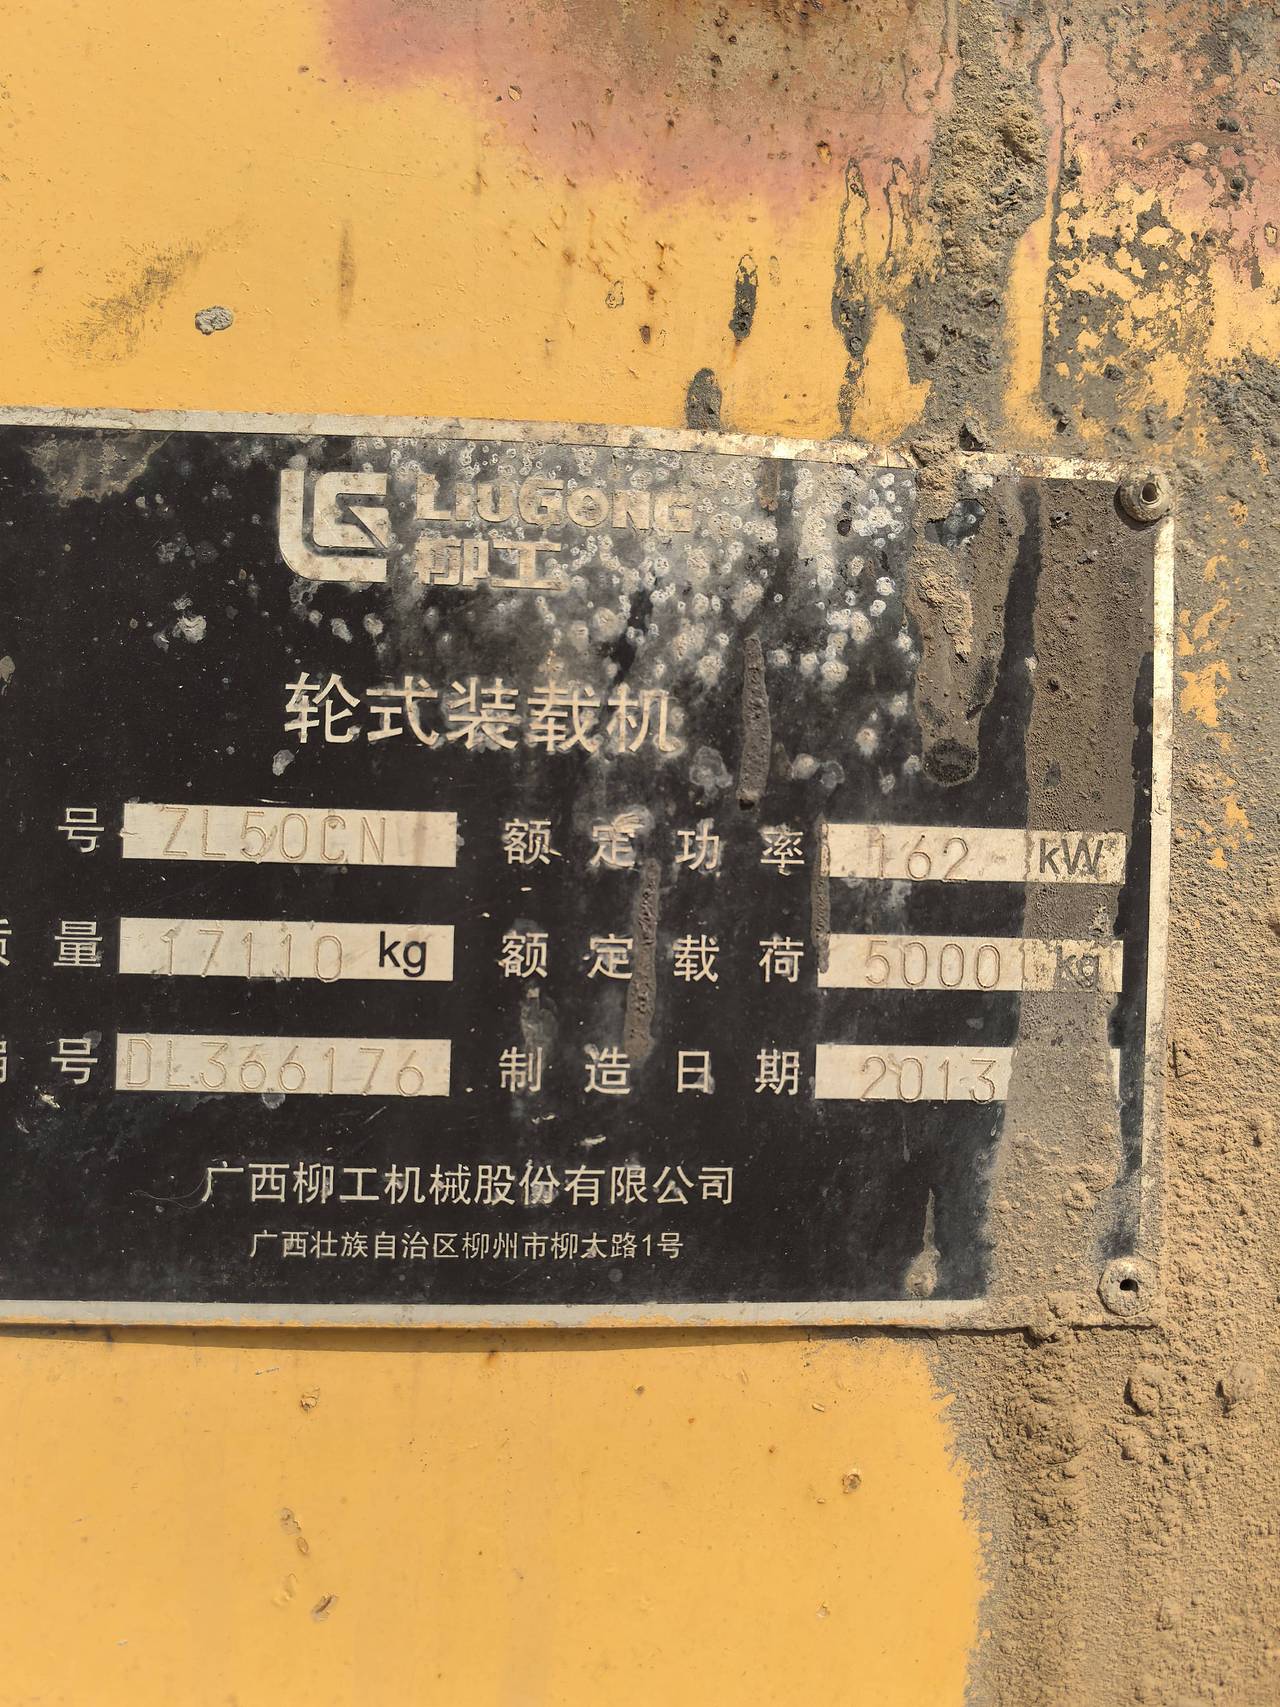 LIUGONG
柳工
轮式装载机
号 ZL50CN 额定功率 162 kW
质量 17110 kg 额定载荷 5000 kg
编号 DL366176 制造日期 2013
广西柳工机械股份有限公司
广西壮族自治区柳州市柳太路1号